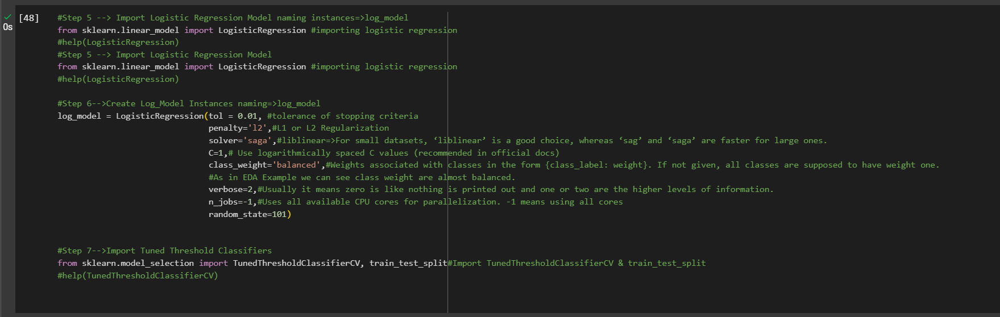 [48]
0s
#Step 5 --> Import Logistic Regression Model naming instances=>log_model
from sklearn.linear_model import LogisticRegression #importing logistic regression
#help(LogisticRegression)
#Step 5 --> Import Logistic Regression Model
from sklearn.linear_model import LogisticRegression #importing logistic regression
#help(LogisticRegression)
#Step 6-->Create Log_Model Instances naming=>log_model
log_model = LogisticRegression(tol = 0.01, #tolerance of stopping criteria
penalty='l2',#L1 or L2 Regularization
solver='saga',#liblinear=>For small datasets, ‘liblinear’ is a good choice, whereas ‘sag’ and ‘saga’ are faster for large ones.
C=1,# Use logarithmically spaced C values (recommended in official docs)
class_weight='balanced',#Weights associated with classes in the form {class_label: weight}. If not given, all classes are supposed to have weight one.
#As in EDA Example we can see class weight are almost balanced.
verbose=2,#Usually it means zero is like nothing is printed out and one or two are the higher levels of information.
n_jobs=-1,#Uses all available CPU cores for parallelization. -1 means using all cores
random_state=101)
#Step 7-->Import Tuned Threshold Classifiers
from sklearn.model_selection import TunedThresholdClassifierCV, train_test_split#Import TunedThresholdClassifierCV & train_test_split
#help(TunedThresholdClassifierCV)